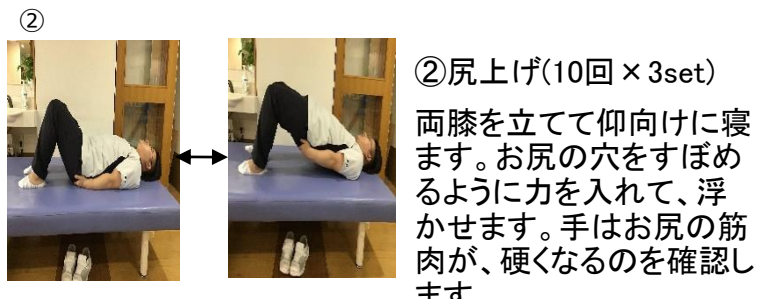 ②
②尻上げ(10回×3set)
両膝を立てて仰向けに寝
ます。お尻の穴をすぼめ
るように力を入れて、浮
かせます。手はお尻の筋
肉が、硬くなるのを確認し
ます